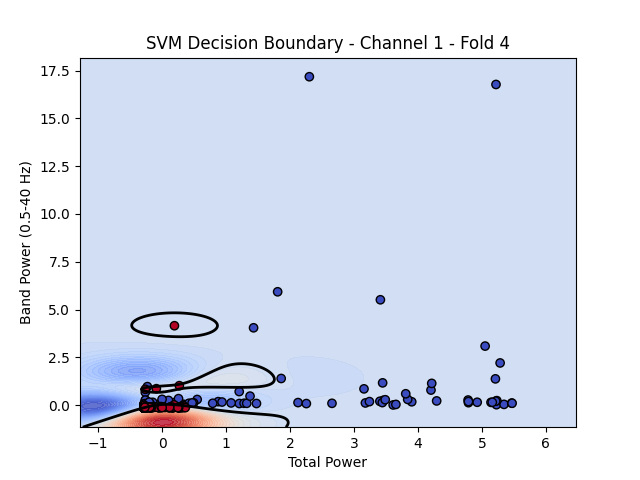 SVM Decision Boundary - Channel 1 - Fold 4
17.5
15.0
12.5
10.0
7.5
5.0
2.5
0.0
Band Power (0.5-40 Hz)
−1 0 1 2 3 4 5 6
Total Power